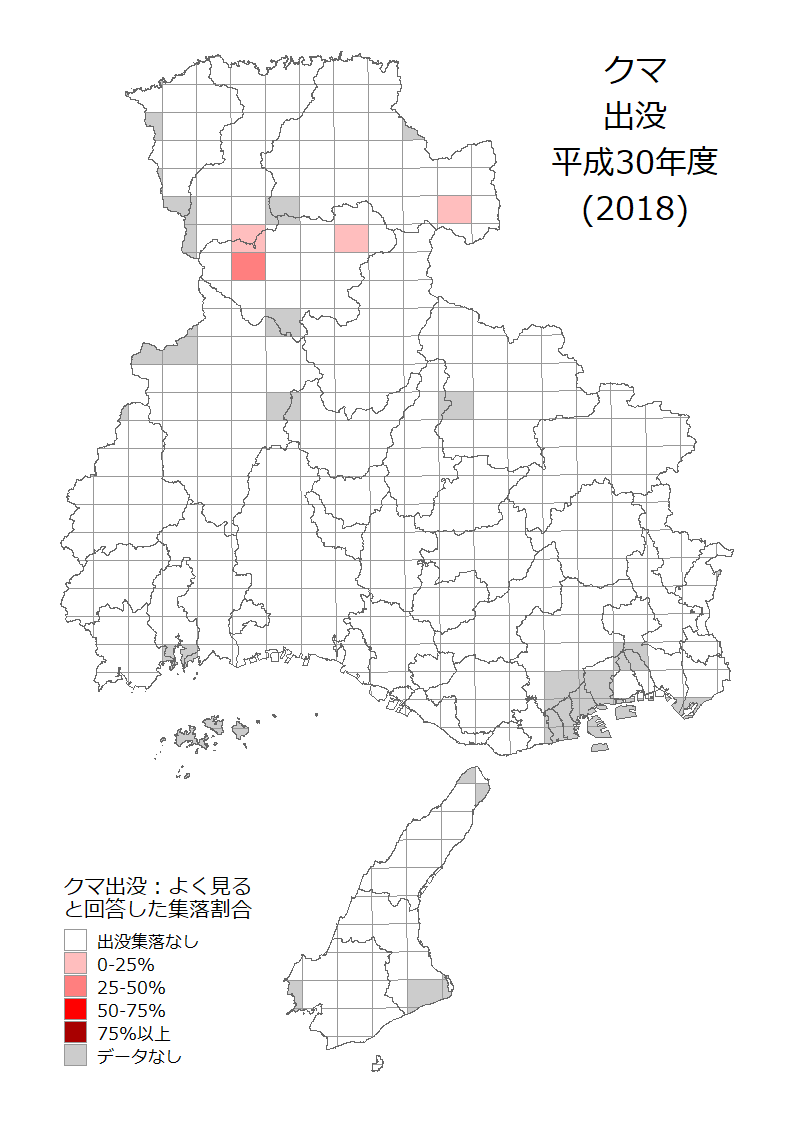 クマ
出没
平成30年度
(2018)
クマ出没：よく見る
と回答した集落割合
出没集落なし
0-25%
25-50%
50-75%
75%以上
データなし